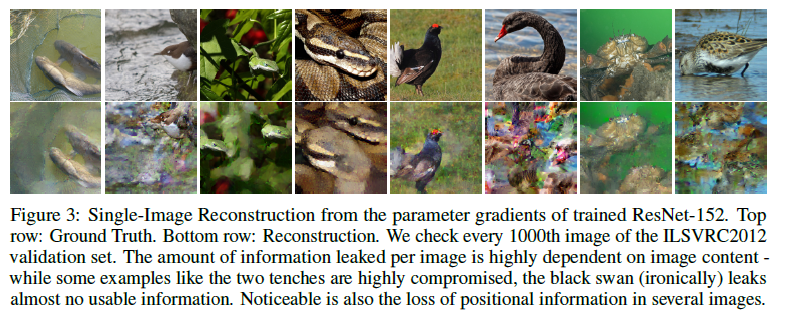 Figure 3: Single-Image Reconstruction from the parameter gradients of trained ResNet-152. Top
row: Ground Truth. Bottom row: Reconstruction. We check every 1000th image of the ILSVRC2012
validation set. The amount of information leaked per image is highly dependent on image content -
while some examples like the two tenches are highly compromised, the black swan (ironically) leaks
almost no usable information. Noticeable is also the loss of positional information in several images.